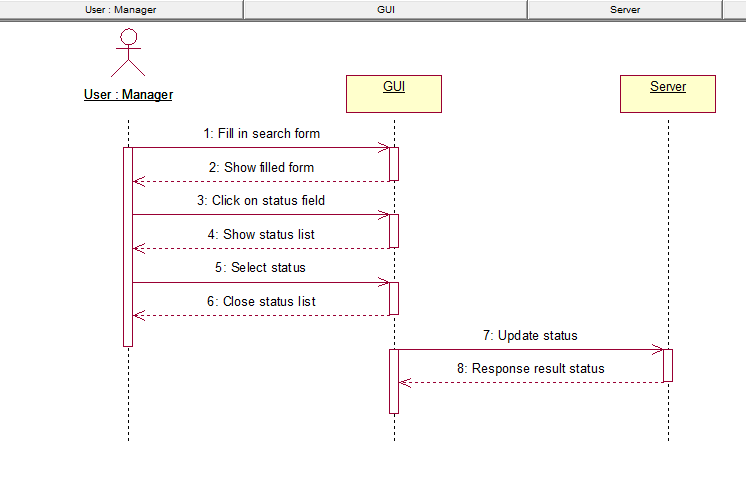 User : Manager
GUI
Server
User : Manager
GUI
Server
1: Fill in search form
2: Show filled form
3: Click on status field
4: Show status list
5: Select status
6: Close status list
7: Update status
8: Response result status